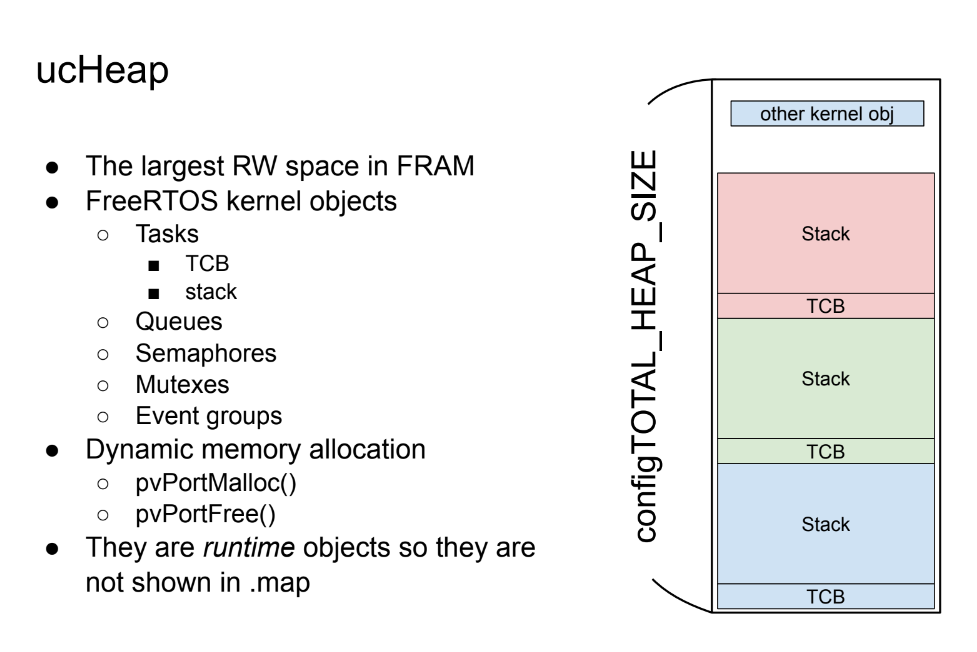 ucHeap
● The largest RW space in FRAM
● FreeRTOS kernel objects
○ Tasks
■ TCB
■ stack
○ Queues
○ Semaphores
○ Mutexes
○ Event groups
● Dynamic memory allocation
○ pvPortMalloc()
○ pvPortFree()
● They are runtime objects so they are
not shown in .map
configTOTAL_HEAP_SIZE
other kernel obj
Stack
TCB
Stack
TCB
Stack
TCB